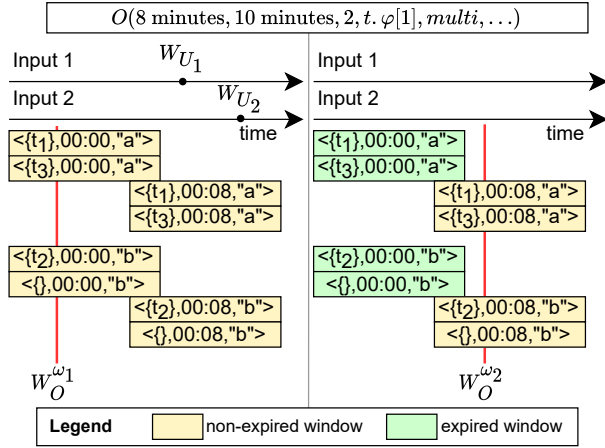 O(8 minutes, 10 minutes, 2, t. φ[1], multi, . . .)
Input 1 W_{U_1}
Input 2 W_{U_2}
time
<{t₁},00:00,"a">
<{t₃},00:00,"a">
<{t₁},00:08,"a">
<{t₃},00:08,"a">
<{t₂},00:00,"b">
<{},00:00,"b">
<{t₂},00:08,"b">
<{},00:08,"b">
W_O^{ω₁}
Input 1
Input 2
time
<{t₁},00:00,"a">
<{t₃},00:00,"a">
<{t₁},00:08,"a">
<{t₃},00:08,"a">
<{t₂},00:00,"b">
<{},00:00,"b">
<{t₂},00:08,"b">
<{},00:08,"b">
W_O^{ω₂}
Legend non-expired window expired window